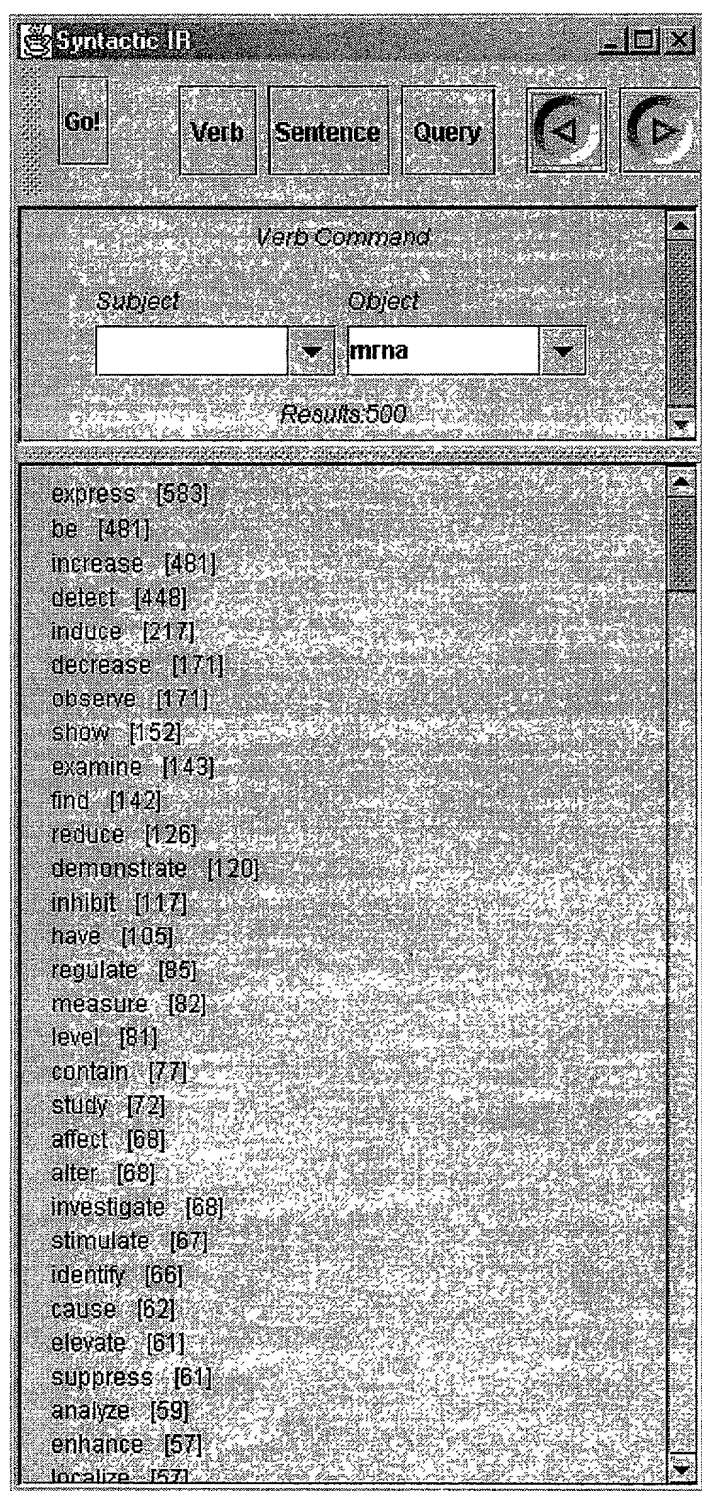 Syntactic IR
Go! Verb Sentence Query
Verb Command
Subject Object
mrna
Results:500
express [583]
be [481]
increase [481]
detect [448]
induce [217]
decrease [171]
observe [171]
show [152]
examine [143]
find [142]
reduce [126]
demonstrate [120]
inhibit [117]
have [105]
regulate [85]
measure [82]
level [81]
contain [77]
study [72]
affect [68]
alter [68]
investigate [68]
stimulate [67]
identify [66]
cause [62]
elevate [61]
suppress [61]
analyze [59]
enhance [57]
localize [57]